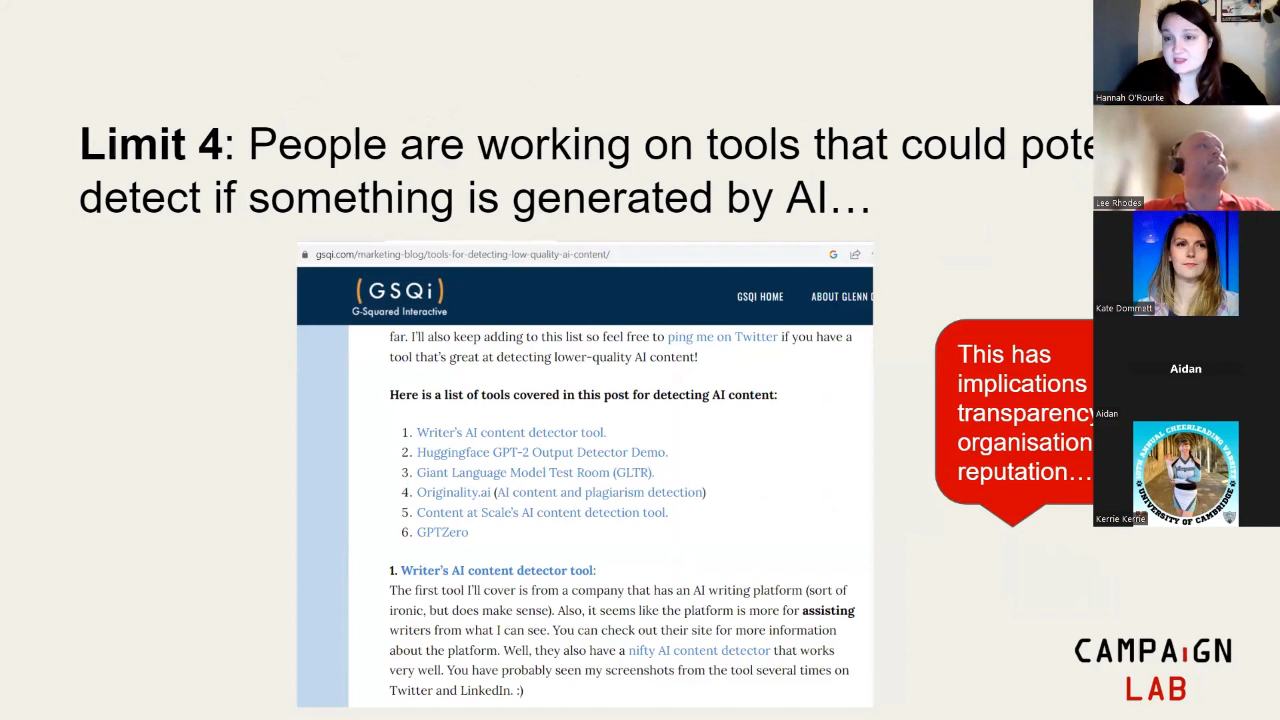 Limit 4: People are working on tools that could pote
detect if something is generated by AI…
gsqi.com/marketing-blog/tools-for-detecting-low-quality-ai-content/
(GSQi)
G-Squared Interactive
GSQI HOME
ABOUT GLENN
far. I'll also keep adding to this list so feel free to ping me on Twitter if you have a
tool that's great at detecting lower-quality AI content!
Here is a list of tools covered in this post for detecting AI content:
1. Writer's AI content detector tool.
2. Huggingface GPT-2 Output Detector Demo.
3. Giant Language Model Test Room (GLTR).
4. Originality.ai (AI content and plagiarism detection)
5. Content at Scale's AI content detection tool.
6. GPTZero
1. Writer's AI content detector tool:
The first tool I'll cover is from a company that has an AI writing platform (sort of
ironic, but does make sense). Also, it seems like the platform is more for assisting
writers from what I can see. You can check out their site for more information
about the platform. Well, they also have a nifty AI content detector that works
very well. You have probably seen my screenshots from the tool several times on
Twitter and LinkedIn. :)
This has
implications
transparency
organisation
reputation…
CAMPAiGN
LAB
Hannah O'Rourke
Lee Rhodes
Kate Dommett
Aidan
Aidan
ANNUAL CHEERLEADING VARSITY
UNIVERSITY OF CAMBRIDGE
Kerrie Kerrie